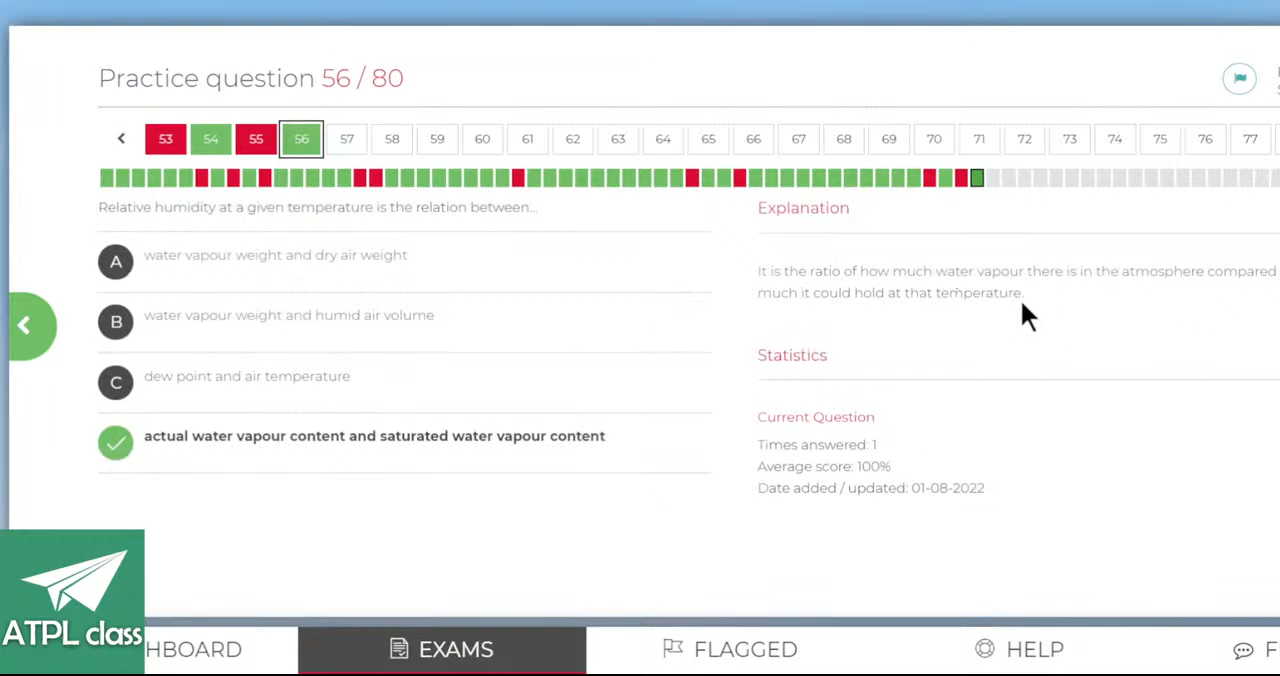 Practice question 56 / 80
53 54 55 56 57 58 59 60 61 62 63 64 65 66 67 68 69 70 71 72 73 74 75 76 77
Relative humidity at a given temperature is the relation between...
A water vapour weight and dry air weight
B water vapour weight and humid air volume
C dew point and air temperature
actual water vapour content and saturated water vapour content
Explanation
It is the ratio of how much water vapour there is in the atmosphere compared
much it could hold at that temperature.
Statistics
Current Question
Times answered: 1
Average score: 100%
Date added / updated: 01-08-2022
ATPL class
HBOARD EXAMS FLAGGED HELP F